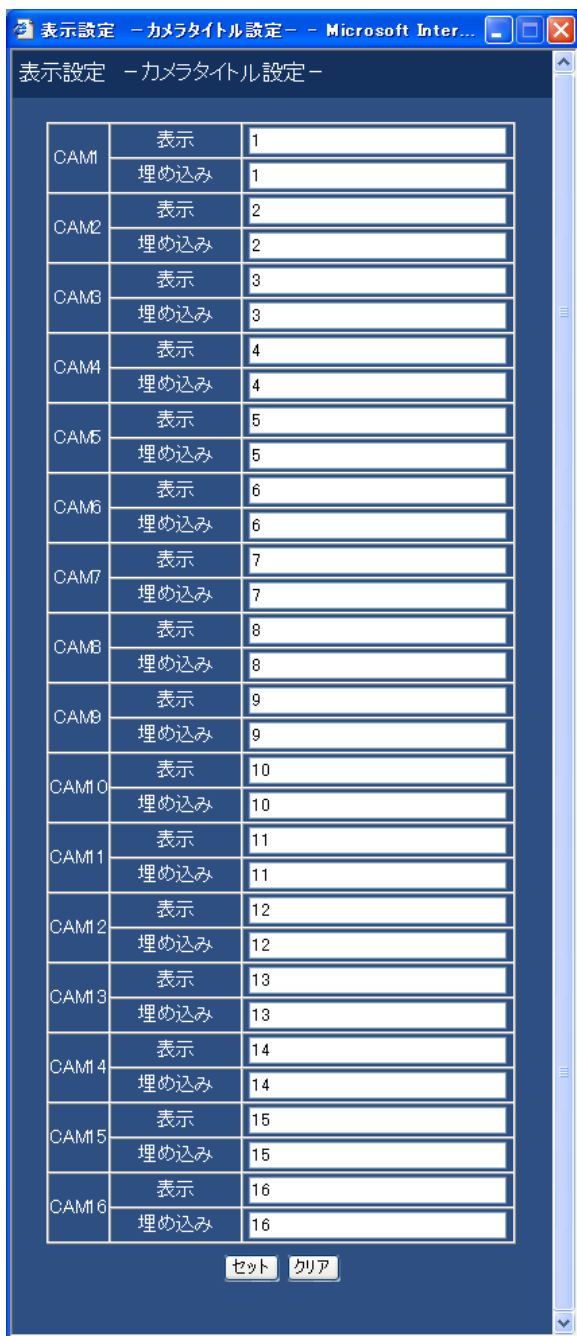 表示設定 －カメラタイトル設定－ - Microsoft Inter...
表示設定 －カメラタイトル設定－
CAM1
表示 1
埋め込み 1
CAM2
表示 2
埋め込み 2
CAM3
表示 3
埋め込み 3
CAM4
表示 4
埋め込み 4
CAM5
表示 5
埋め込み 5
CAM6
表示 6
埋め込み 6
CAM7
表示 7
埋め込み 7
CAM8
表示 8
埋め込み 8
CAM9
表示 9
埋め込み 9
CAM10
表示 10
埋め込み 10
CAM11
表示 11
埋め込み 11
CAM12
表示 12
埋め込み 12
CAM13
表示 13
埋め込み 13
CAM14
表示 14
埋め込み 14
CAM15
表示 15
埋め込み 15
CAM16
表示 16
埋め込み 16
セット クリア